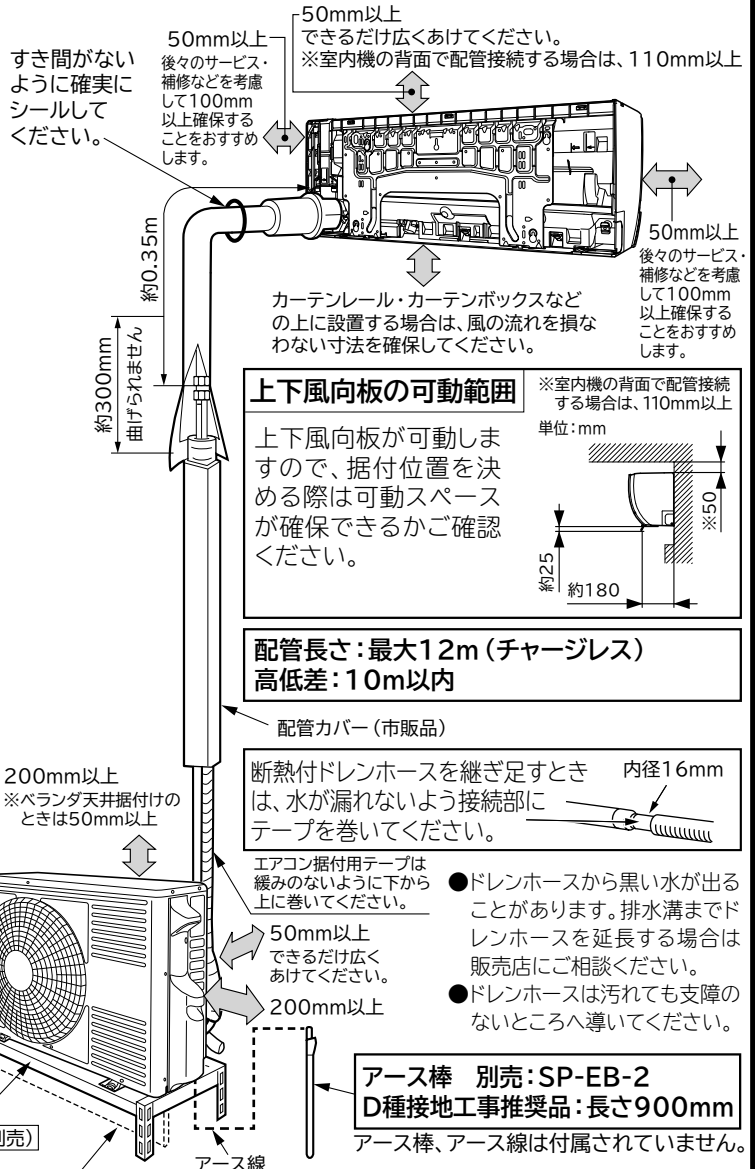 50mm以上
できるだけ広くあけてください。
※室内機の背面で配管接続する場合は、110mm以上
50mm以上
後々のサービス・
補修などを考慮
して100mm
以上確保する
ことをおすすめ
します。
すき間がない
ように確実に
シールして
ください。
50mm以上
後々のサービス・
補修などを考慮
して100mm
以上確保する
ことをおすすめ
します。
約0.35m
カーテンレール・カーテンボックスなど
の上に設置する場合は、風の流れを損な
わない寸法を確保してください。
約300mm
曲げられません
上下風向板の可動範囲
※室内機の背面で配管接続
する場合は、110mm以上
単位:mm
上下風向板が可動しま
すので、据付位置を決
める際は可動スペース
が確保できるかご確認
ください。
※50
約25
約180
配管長さ:最大12m(チャージレス)
高低差:10m以内
配管カバー(市販品)
断熱付ドレンホースを継ぎ足すとき
は、水が漏れないよう接続部に
テープを巻いてください。
内径16mm
200mm以上
※ベランダ天井据付けの
ときは50mm以上
エアコン据付用テープは
緩みのないように下から
上に巻いてください。
●ドレンホースから黒い水が出る
ことがあります。排水溝までド
レンホースを延長する場合は
販売店にご相談ください。
●ドレンホースは汚れても支障の
ないところへ導いてください。
50mm以上
できるだけ広く
あけてください。
200mm以上
アース棒 別売:SP-EB-2
D種接地工事推奨品:長さ900mm
アース棒、アース線は付属されていません。
売)
アース線